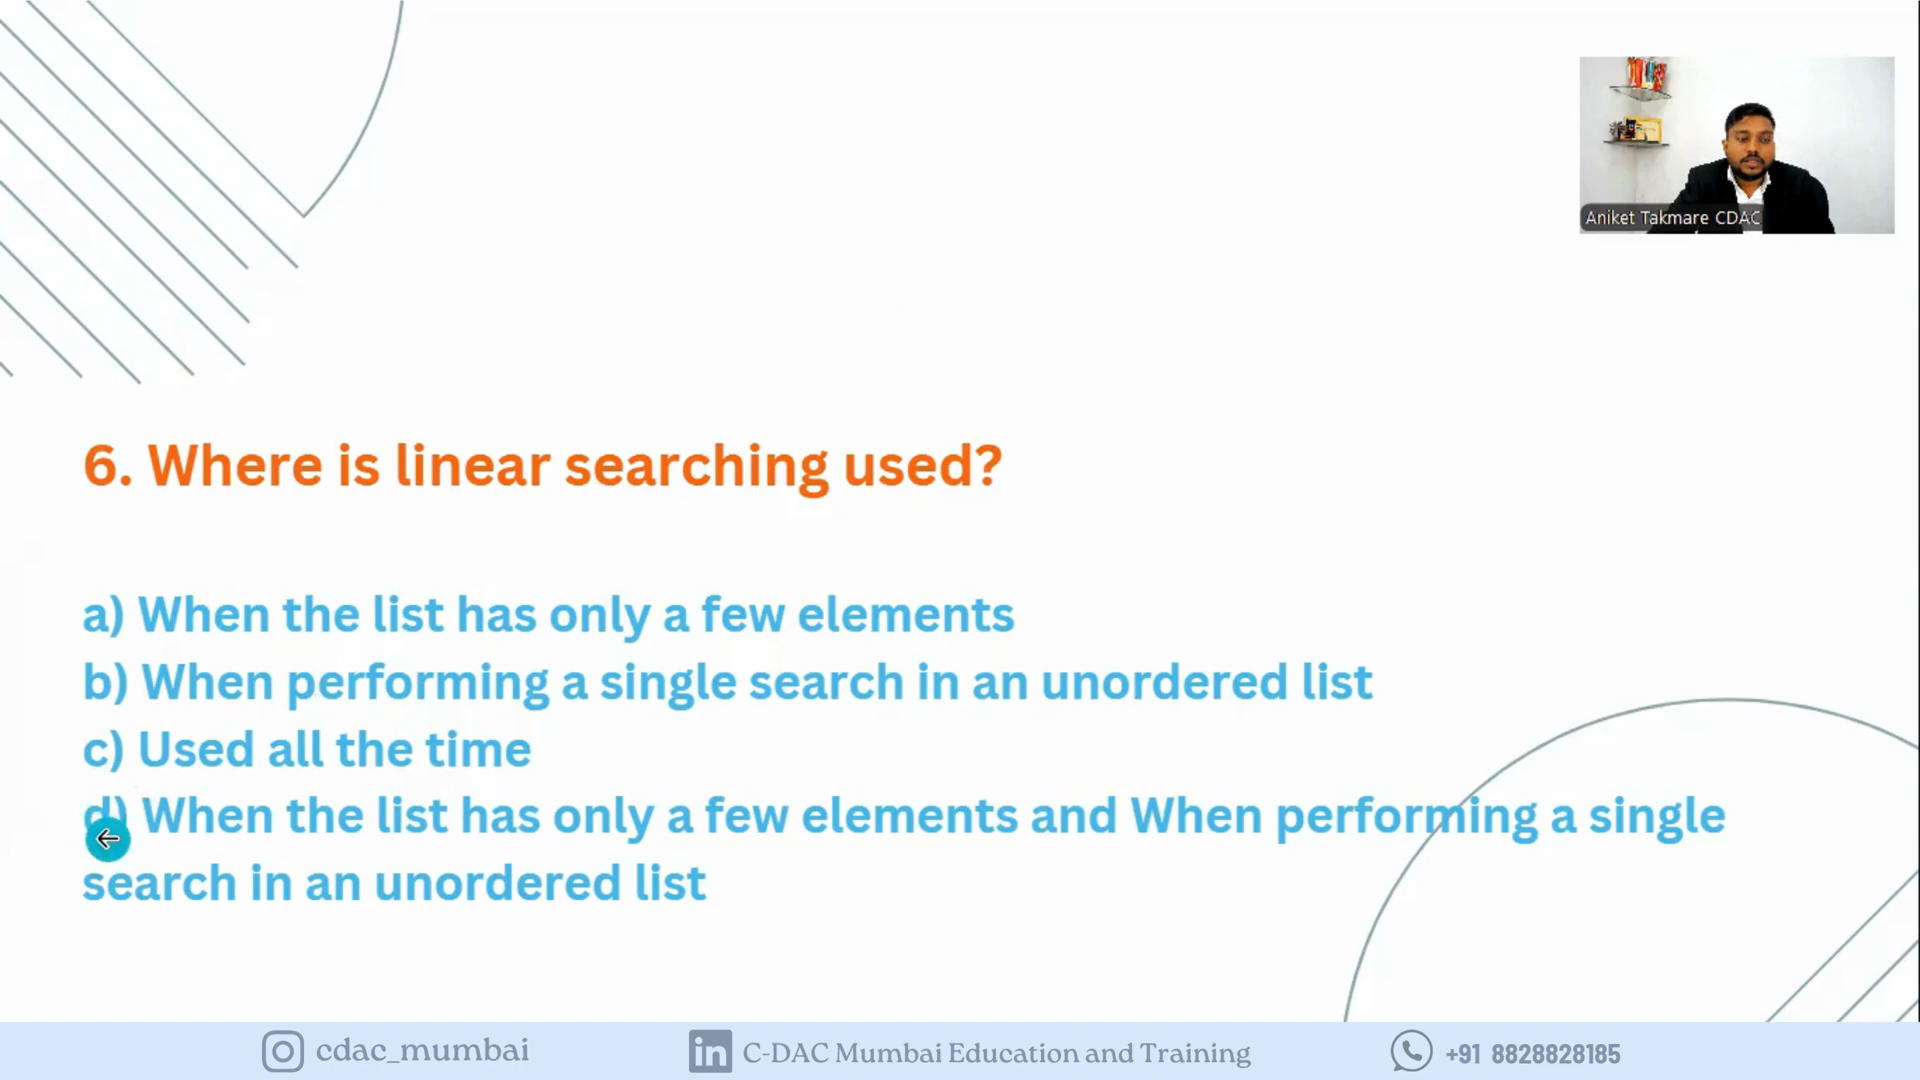 Aniket Takmare CDAC
6. Where is linear searching used?
a) When the list has only a few elements
b) When performing a single search in an unordered list
c) Used all the time
d) When the list has only a few elements and When performing a single
search in an unordered list
cdac_mumbai
C-DAC Mumbai Education and Training
+91 8828828185